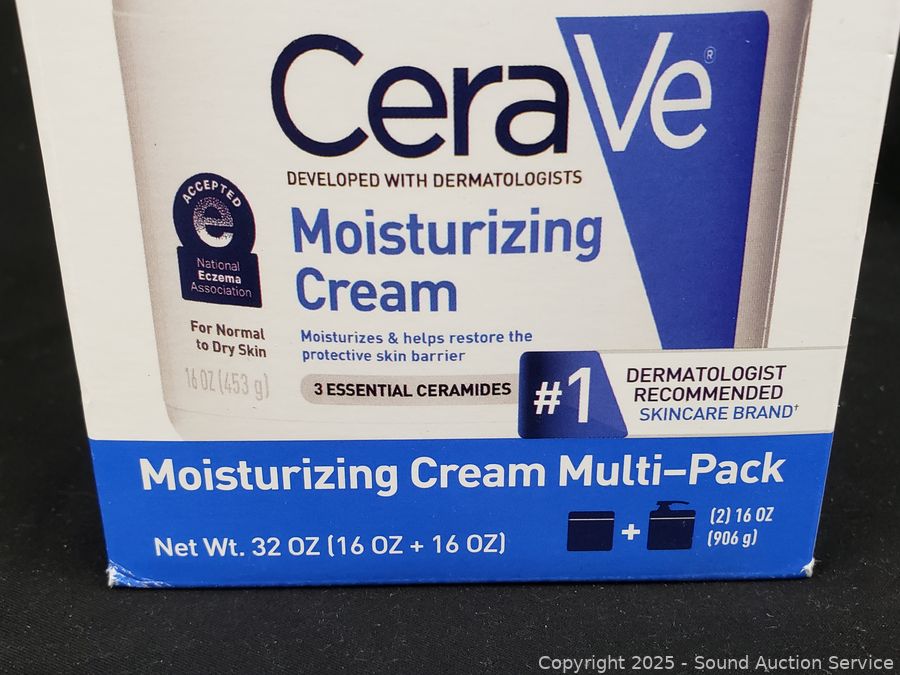 CeraVe®
DEVELOPED WITH DERMATOLOGISTS
Moisturizing
Cream
ACCEPTED
e
National
Eczema
Association
For Normal
to Dry Skin
16 OZ (453 g)
Moisturizes & helps restore the
protective skin barrier
3 ESSENTIAL CERAMIDES
#1
DERMATOLOGIST
RECOMMENDED
SKINCARE BRAND†
Moisturizing Cream Multi-Pack
Net Wt. 32 OZ (16 OZ + 16 OZ)
+
(2) 16 OZ
(906 g)
Copyright 2025 - Sound Auction Service